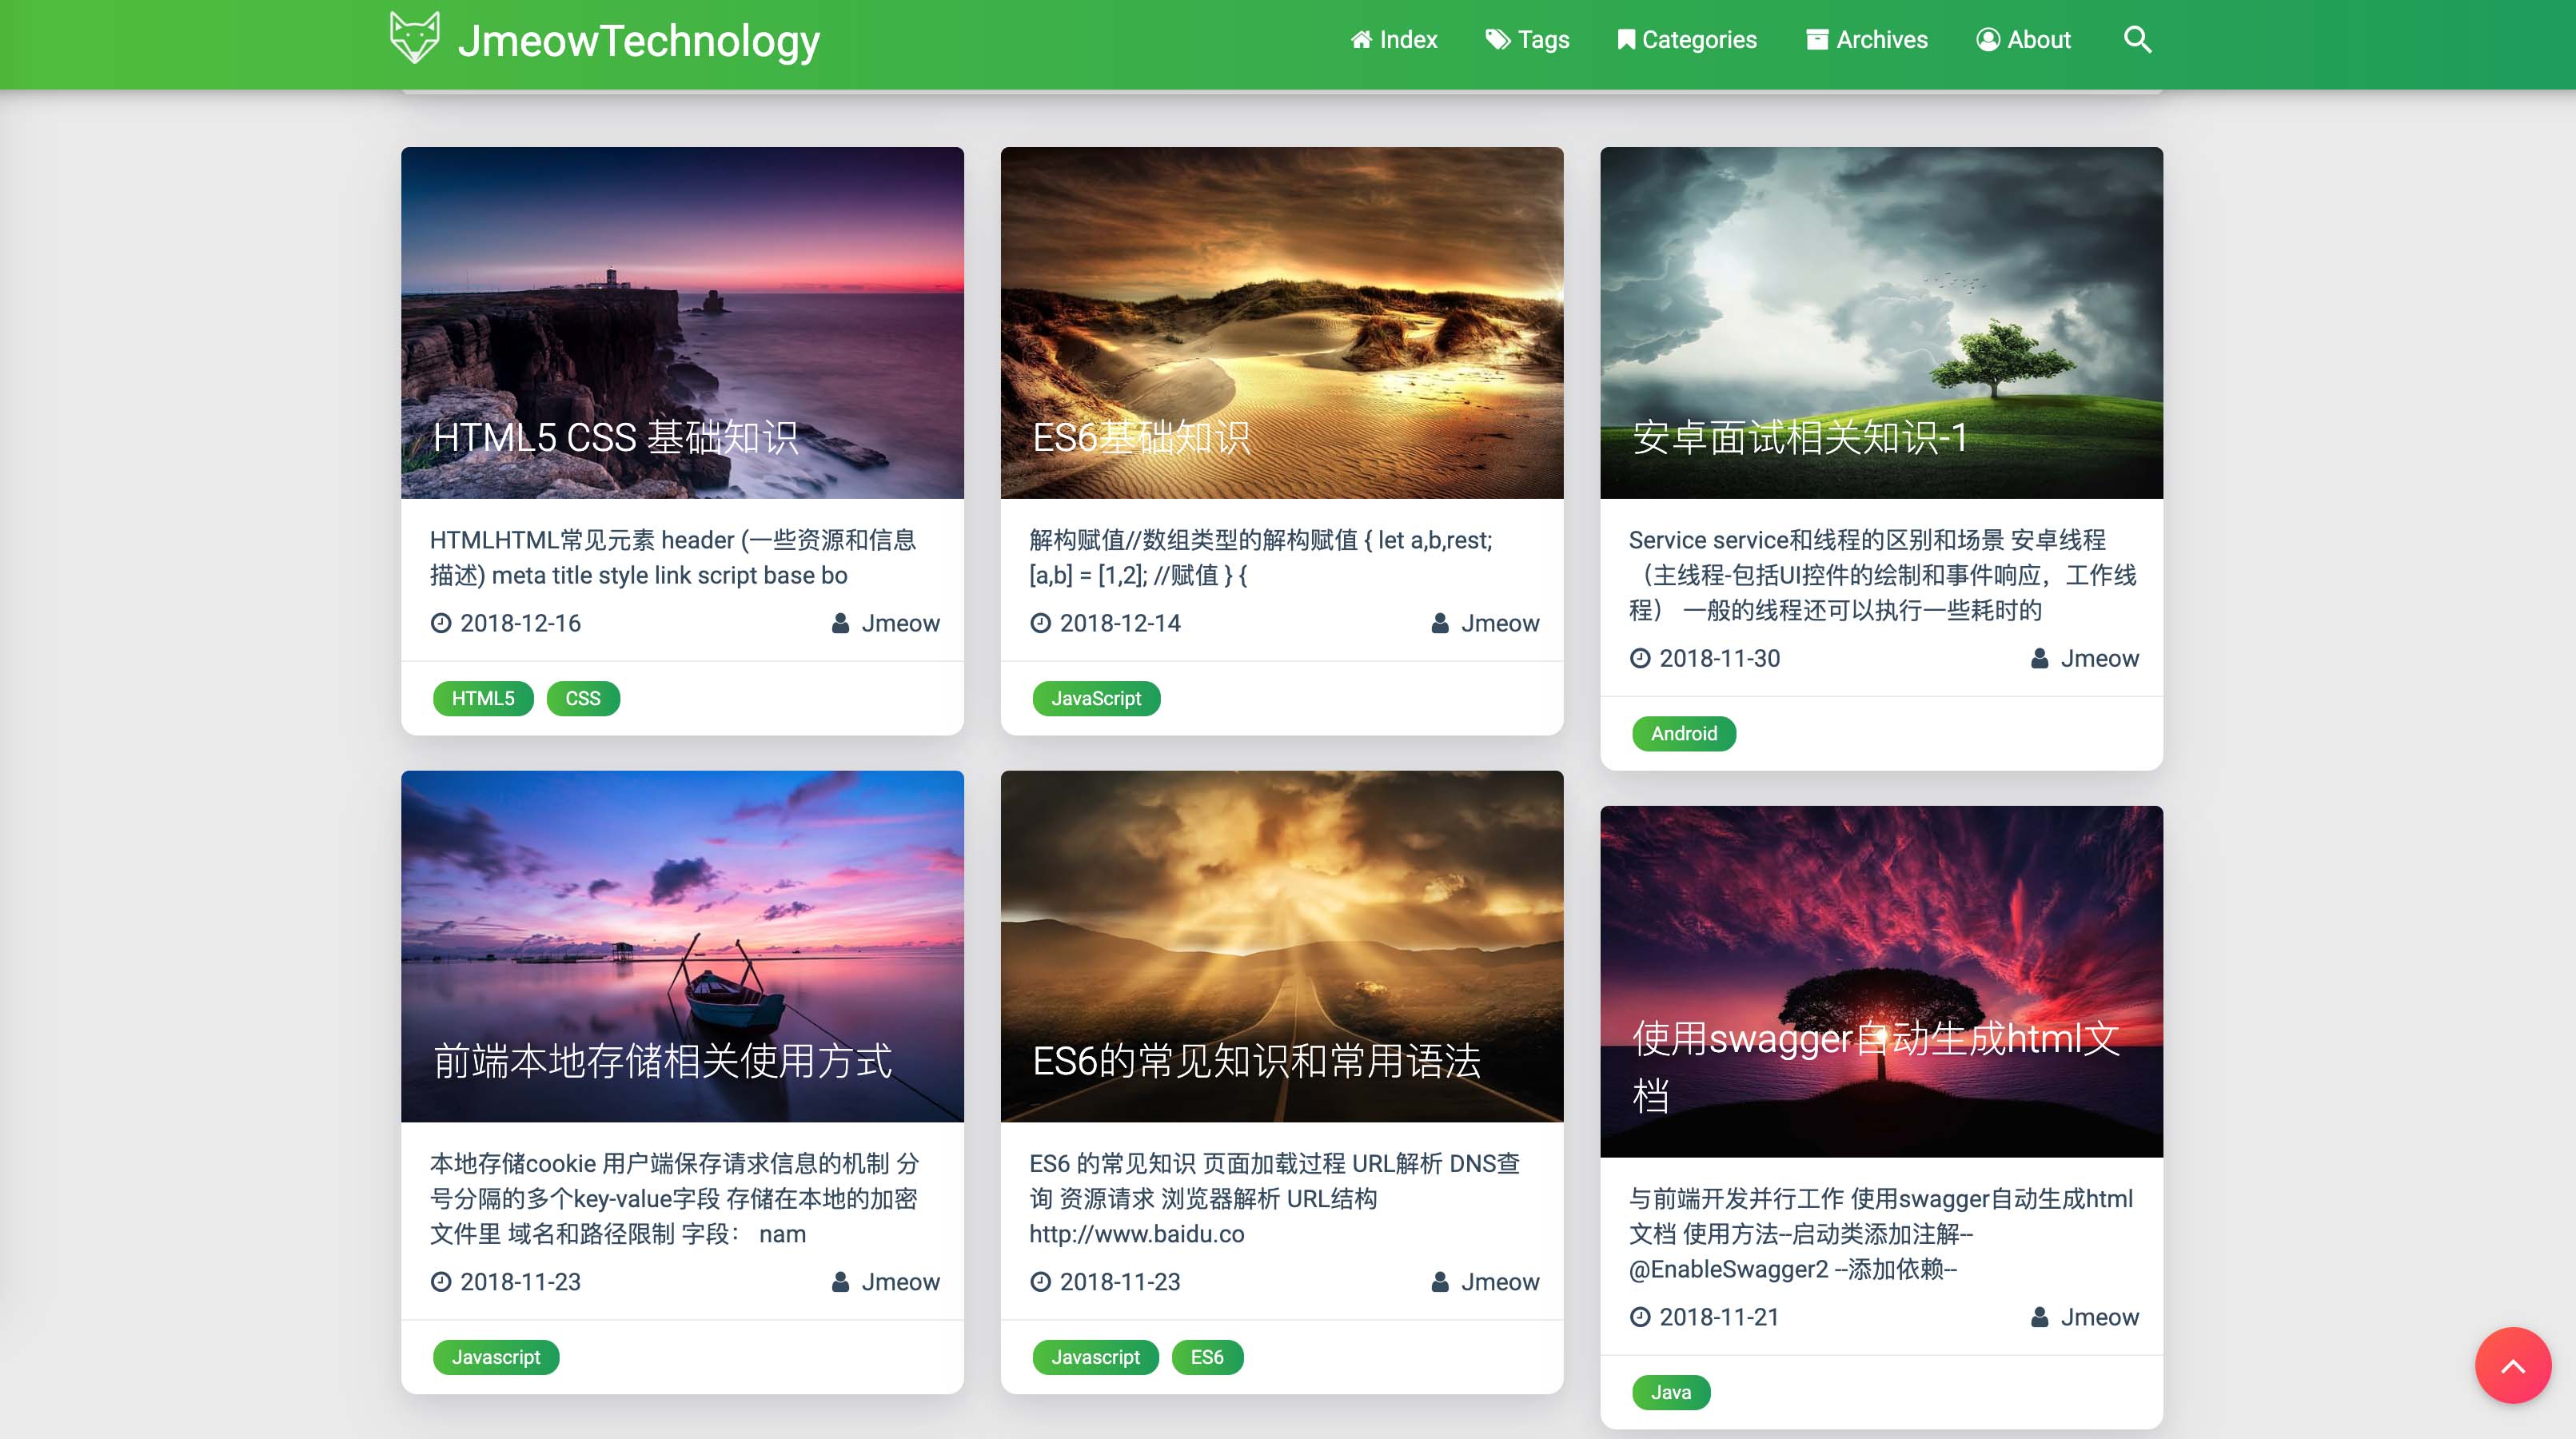 JmeowTechnology
Index
Tags
Categories
Archives
About
HTML5 CSS 基础知识
HTMLHTML常见元素 header (一些资源和信息
描述) meta title style link script base bo
2018-12-16
Jmeow
HTML5
CSS
ES6基础知识
解构赋值//数组类型的解构赋值 { let a,b,rest;
[a,b] = [1,2]; //赋值 } {
2018-12-14
Jmeow
JavaScript
安卓面试相关知识-1
Service service和线程的区别和场景 安卓线程
（主线程-包括UI控件的绘制和事件响应，工作线
程） 一般的线程还可以执行一些耗时的
2018-11-30
Jmeow
Android
前端本地存储相关使用方式
本地存储cookie 用户端保存请求信息的机制 分
号分隔的多个key-value字段 存储在本地的加密
文件里 域名和路径限制 字段： nam
2018-11-23
Jmeow
Javascript
ES6的常见知识和常用语法
ES6 的常见知识 页面加载过程 URL解析 DNS查
询 资源请求 浏览器解析 URL结构
http://www.baidu.co
2018-11-23
Jmeow
Javascript
ES6
使用swagger自动生成html文
档
与前端开发并行工作 使用swagger自动生成html
文档 使用方法--启动类添加注解--
@EnableSwagger2 --添加依赖--
2018-11-21
Jmeow
Java